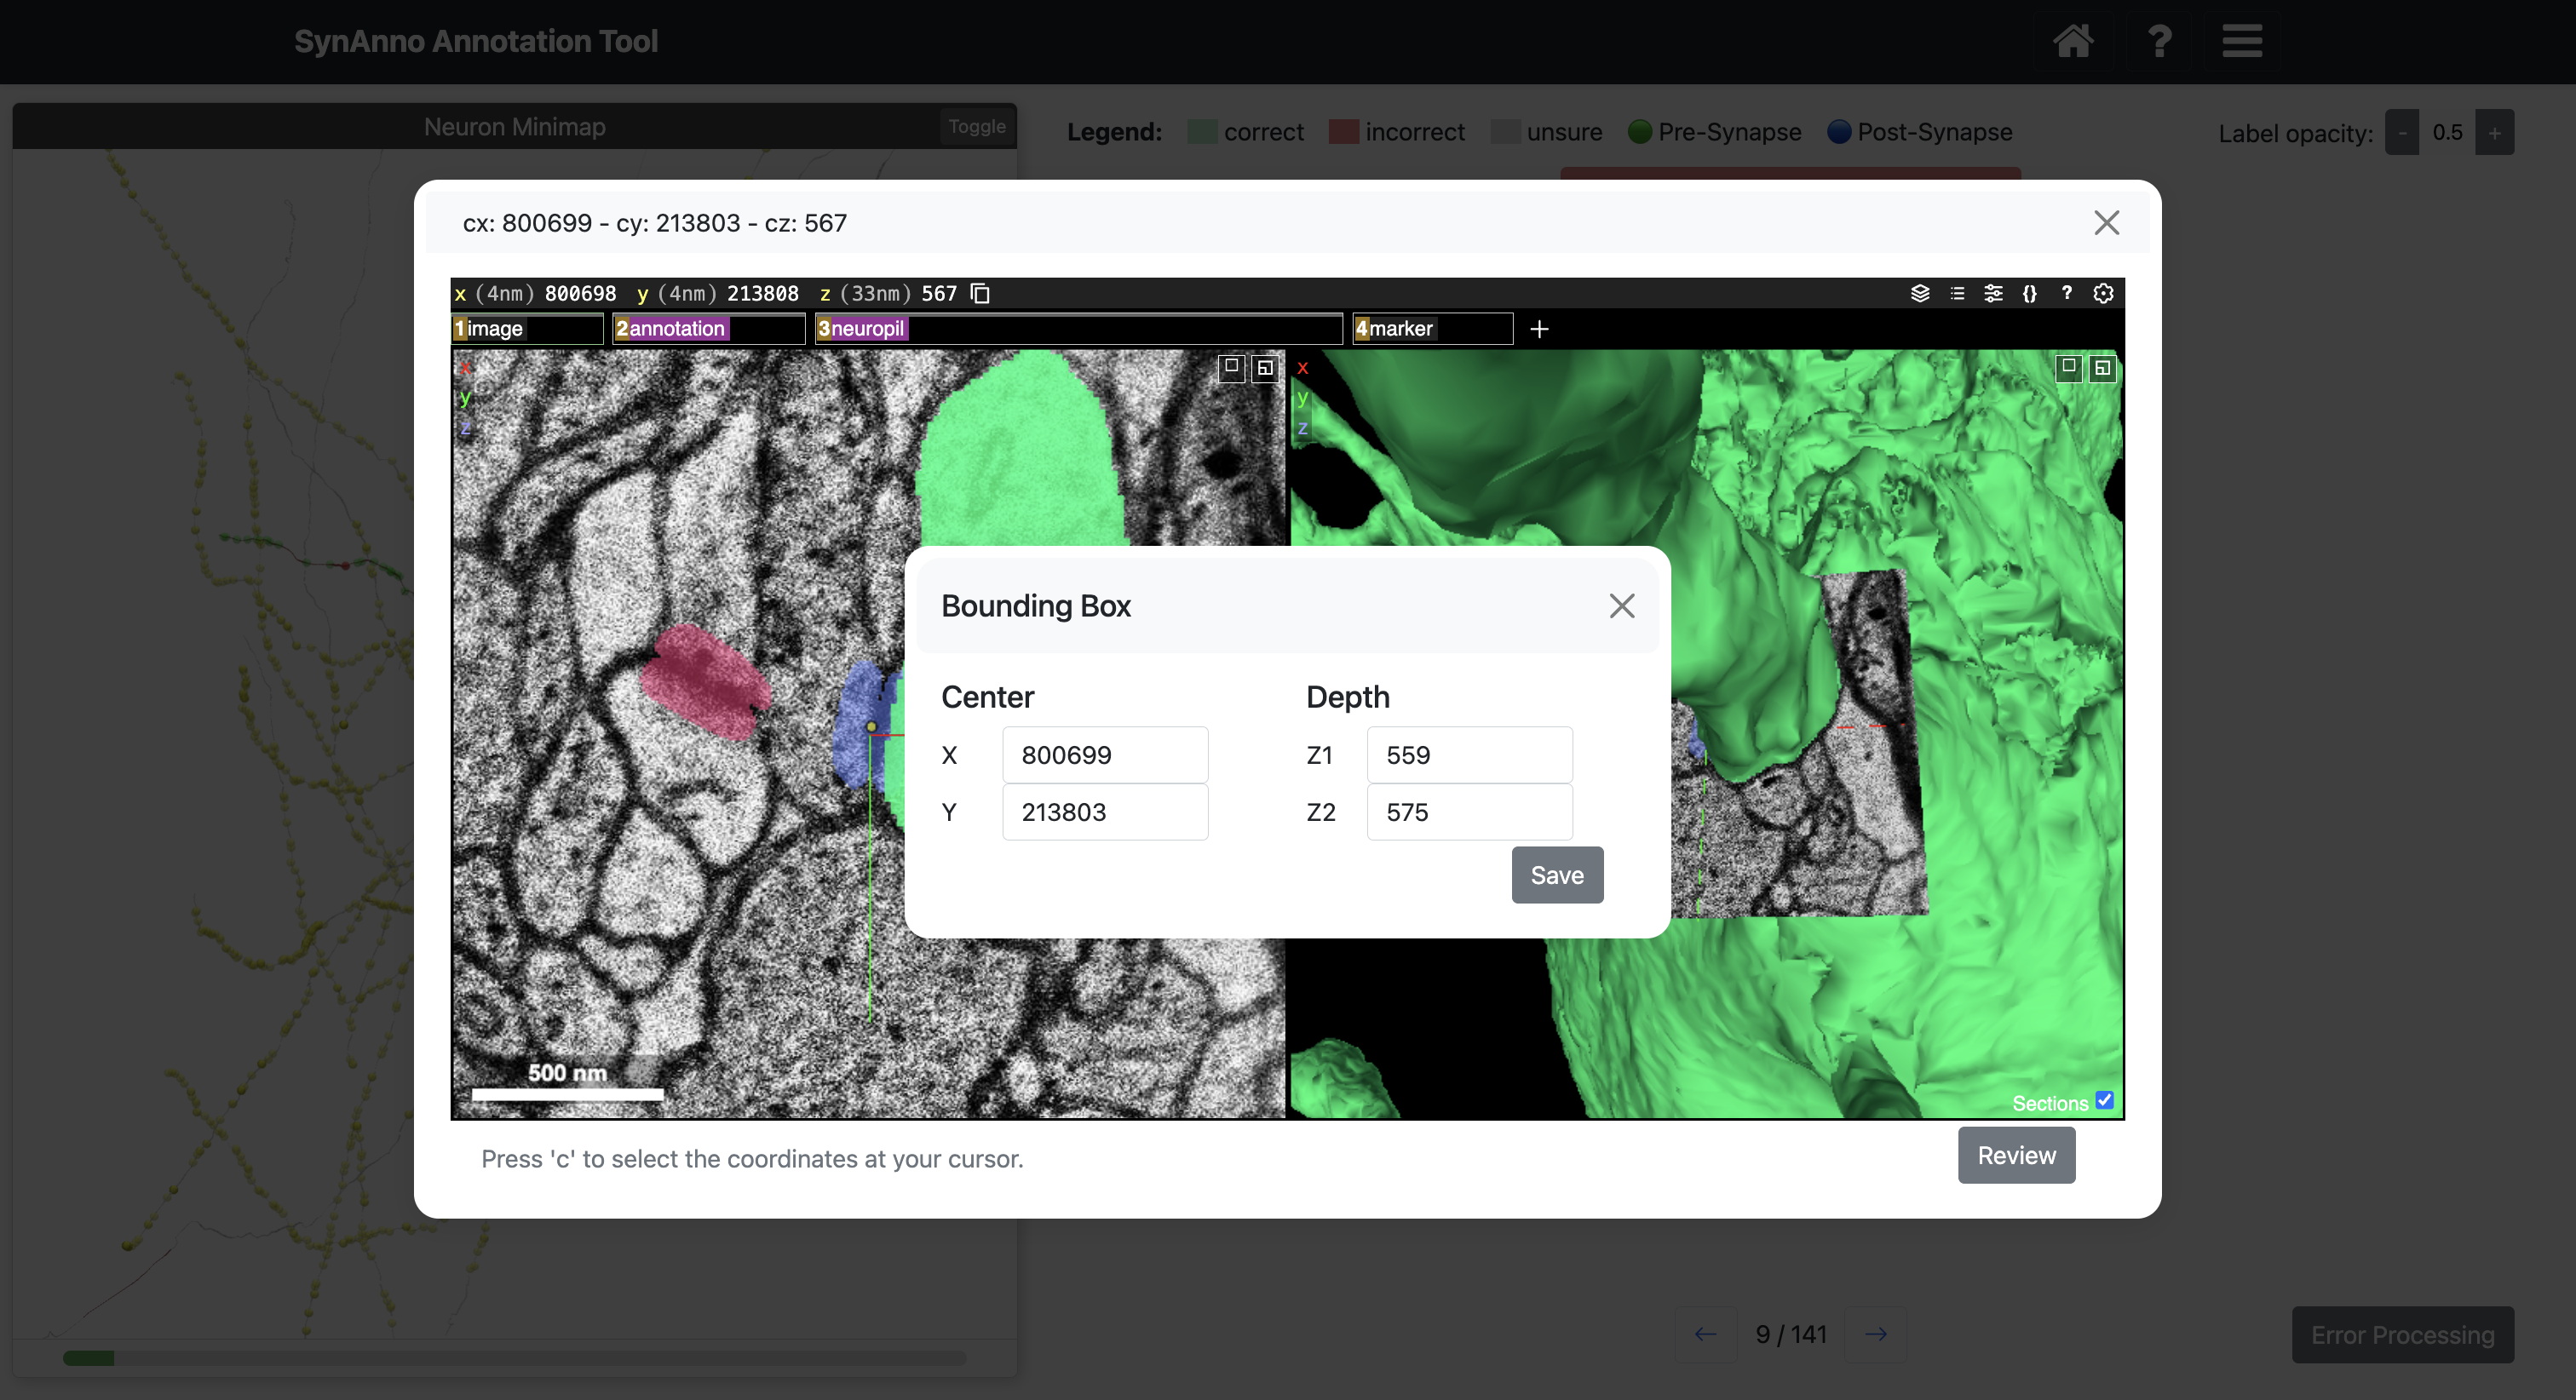 SynAnno Annotation Tool
?
Neuron Minimap Toggle
Legend: correct incorrect unsure Pre-Synapse Post-Synapse
Label opacity: - 0.5 +
cx: 800699 - cy: 213803 - cz: 567
x (4nm) 800698 y (4nm) 213808 z (33nm) 567
{} ?
1image 2annotation 3neuropil 4marker +
x
y
z
x
y
z
Bounding Box
Center Depth
X 800699 Z1 559
Y 213803 Z2 575
Save
500 nm
Sections
Press 'c' to select the coordinates at your cursor.
Review
← 9 / 141 →
Error Processing